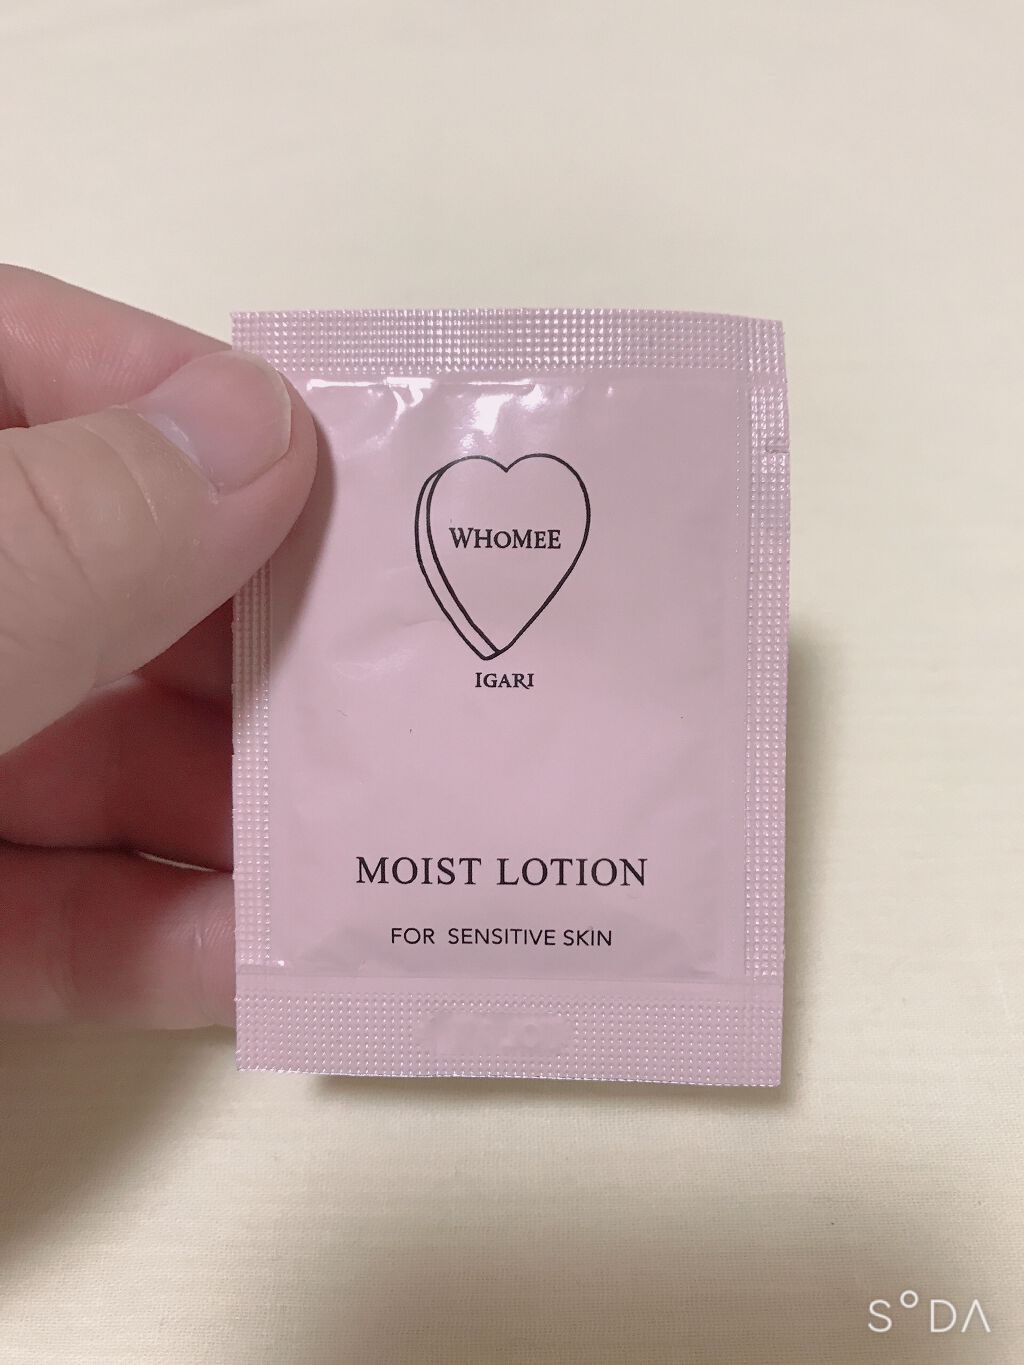 WHOMEE
IGARI
MOIST LOTION
FOR SENSITIVE SKIN
S°DA